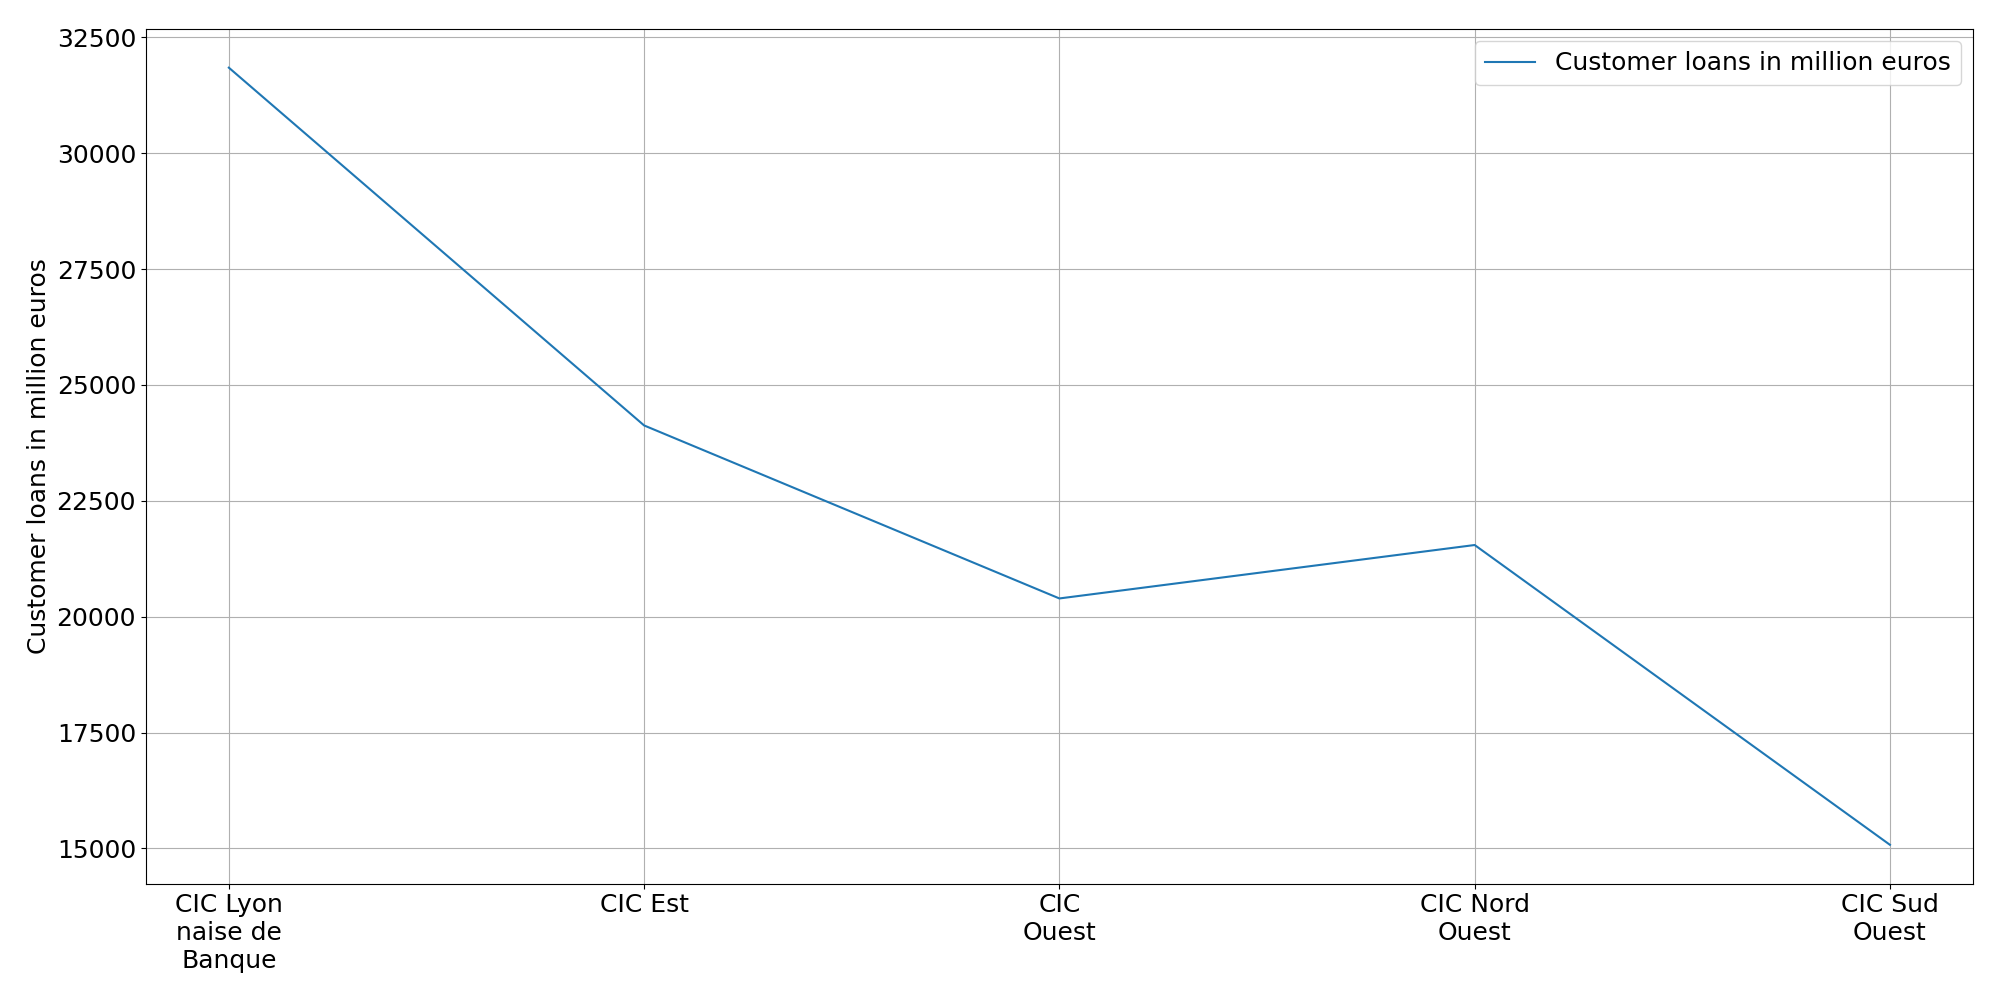 Customer loans in million euros
32500
30000
27500
25000
22500
20000
17500
15000
Customer loans in million euros
CIC Lyon
naise de
Banque
CIC Est
CIC
Ouest
CIC Nord
Ouest
CIC Sud
Ouest